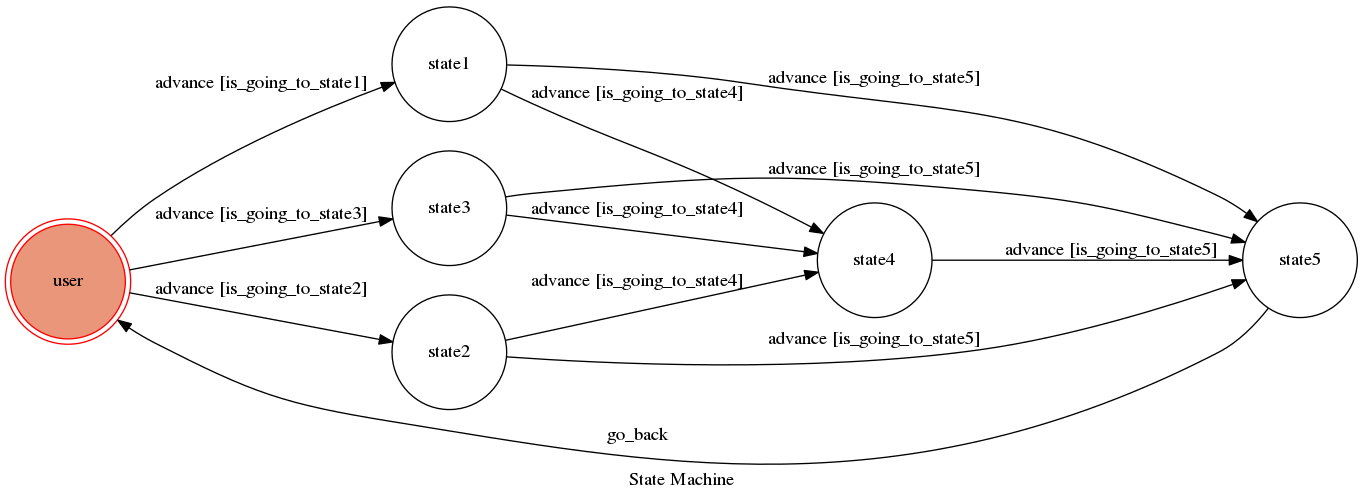 state1
advance [is_going_to_state1]
advance [is_going_to_state5]
advance [is_going_to_state4]
advance [is_going_to_state5]
state3
advance [is_going_to_state3]
advance [is_going_to_state4]
state4
advance [is_going_to_state5]
state5
user
advance [is_going_to_state2]
advance [is_going_to_state4]
advance [is_going_to_state5]
state2
go_back
State Machine